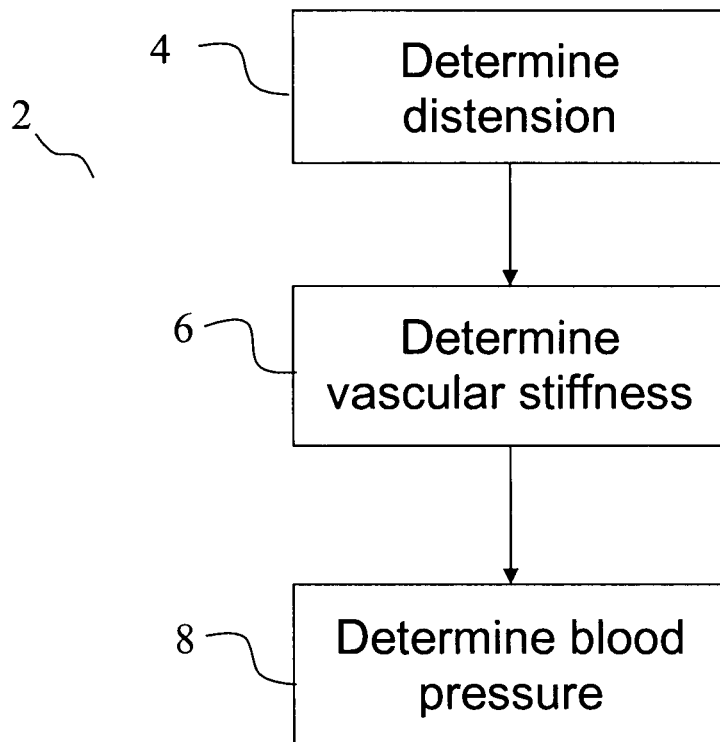 4
Determine
distension
2
6
Determine
vascular stiffness
8
Determine blood
pressure